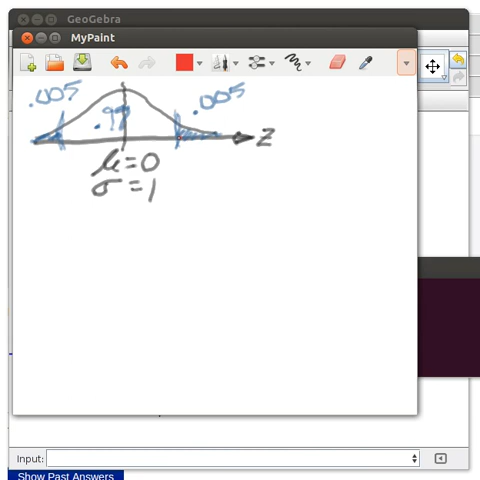 GeoGebra
MyPaint
.005
.005
.99
Z
μ=0
σ=1
Input:
Show Past Answers